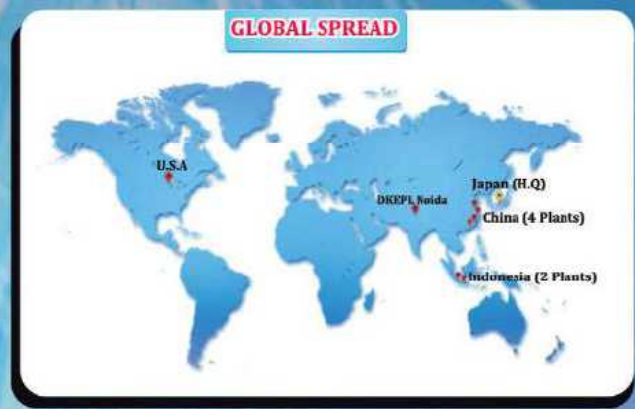 GLOBAL SPREAD
U.S.A
Japan (H.Q)
DKEPL Noida
China (4 Plants)
Indonesia (2 Plants)